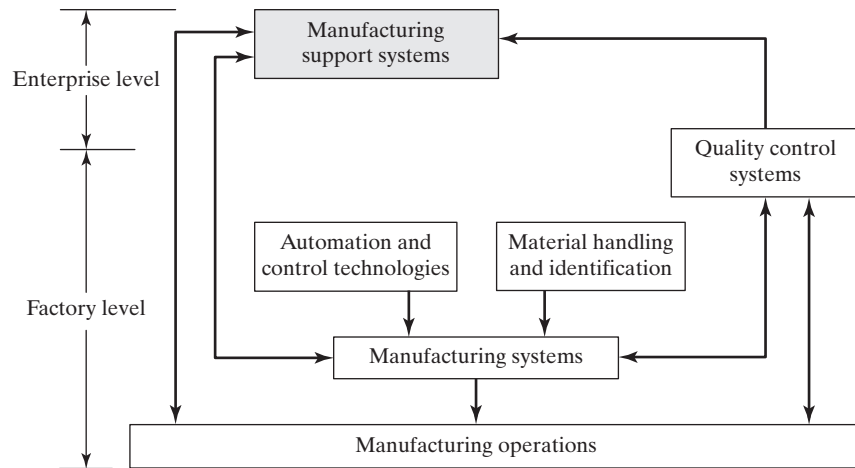 Manufacturing
support systems
Enterprise level
Quality control
systems
Automation and
control technologies
Material handling
and identification
Factory level
Manufacturing systems
Manufacturing operations